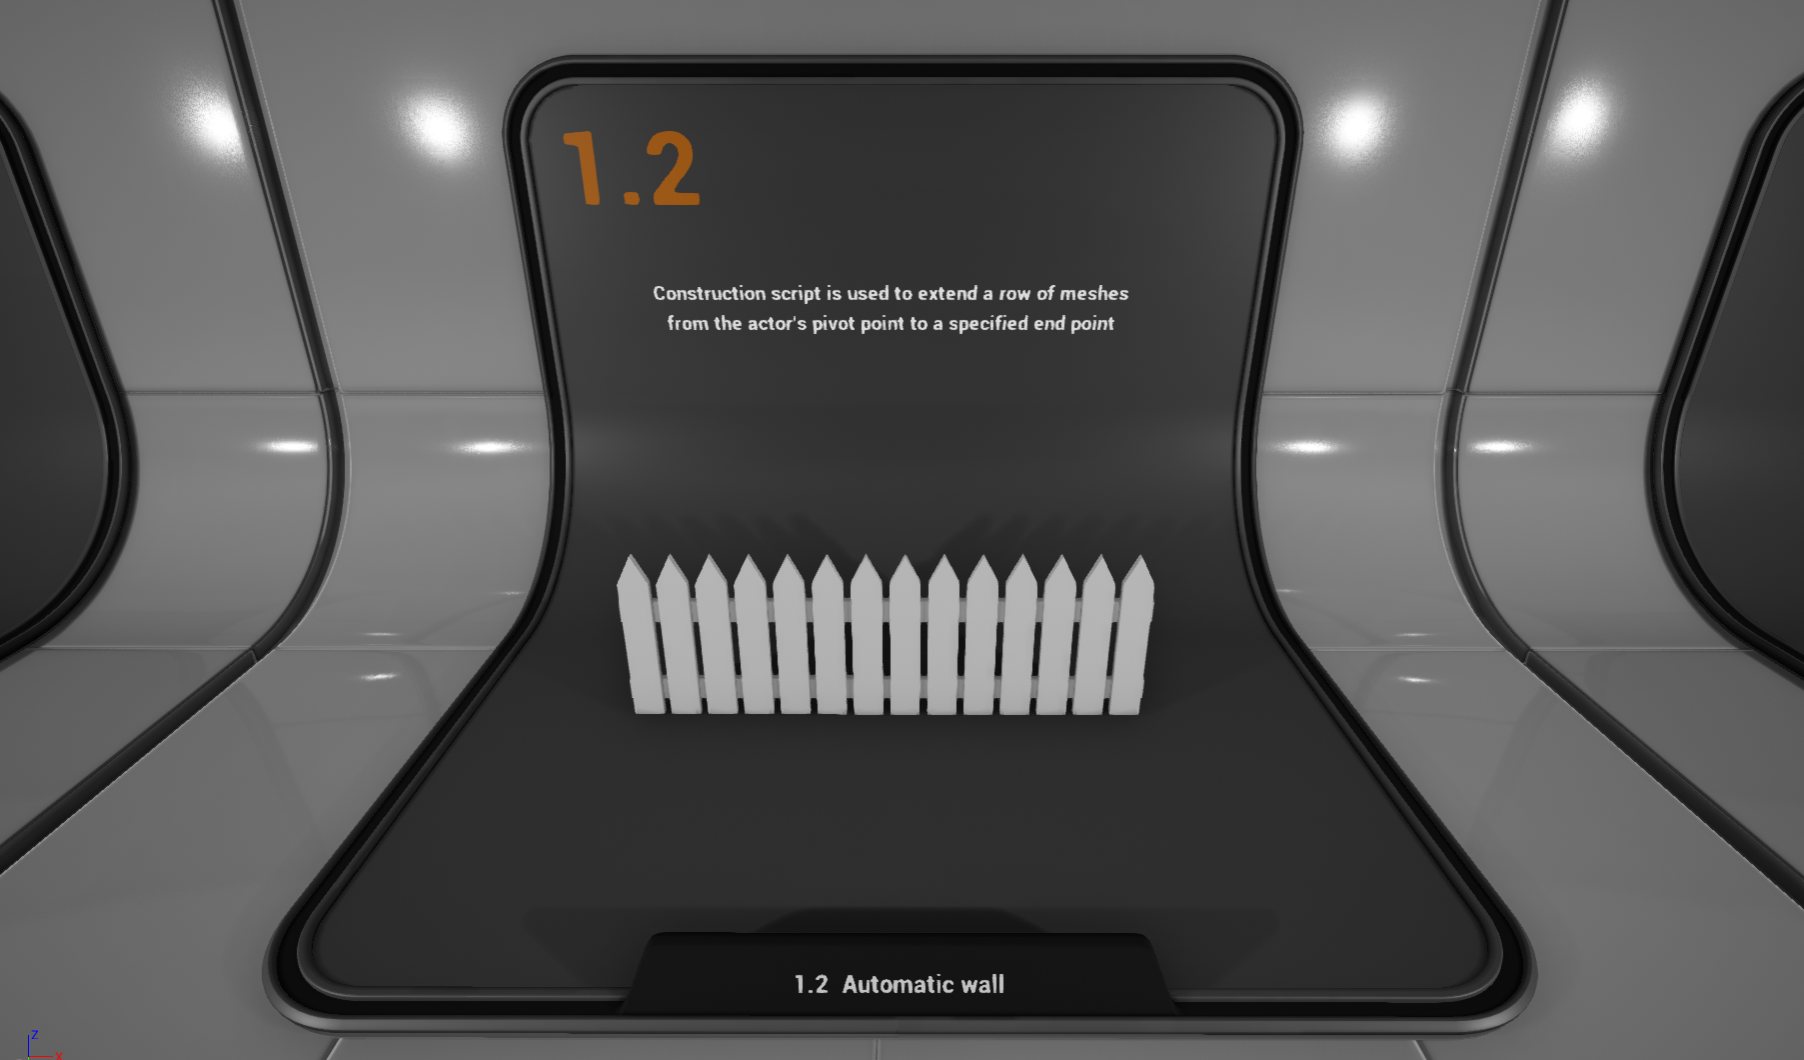 1.2
Construction script is used to extend a row of meshes
from the actor's pivot point to a specified end point
1.2 Automatic wall
Z
X